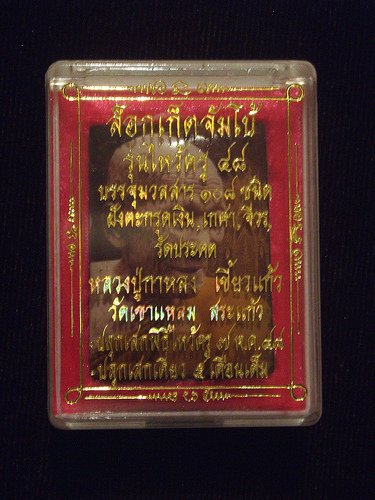 ล๊อกเก็ตจัมโบ้
รุ่นไหว้ครู ๔๘
บรรจุมวลสาร ๑๐๘ ชนิด
ฝังตะกรุดเงิน, เกศา, จีวร,
รัดประคต
หลวงปู่กาหลง เขี้ยวแก้ว
วัดเขาแหลม สระแก้ว
ปลุกเสกพิธีไหว้ครู ๗ พ.ค. ๔๘
ปลุกเสกเดี่ยว ๕ เดือนเต็ม